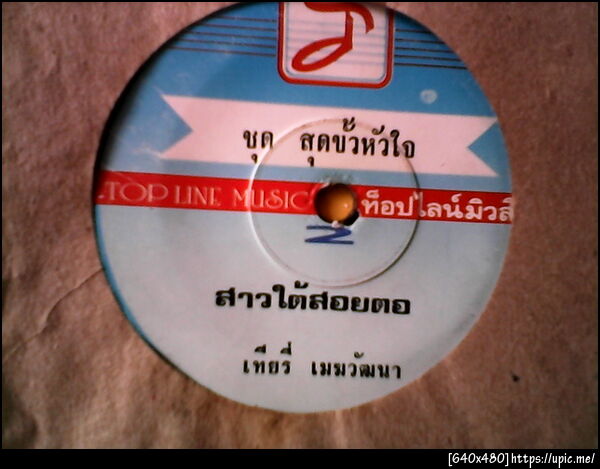 ชุด สุดขั้วหัวใจ
TOP LINE MUSIC ท็อปไลน์มิวสิ
N
สาวใต้สอยตอ
เทียรี่ เมฆวัฒนา
[640x480]https://upic.me/